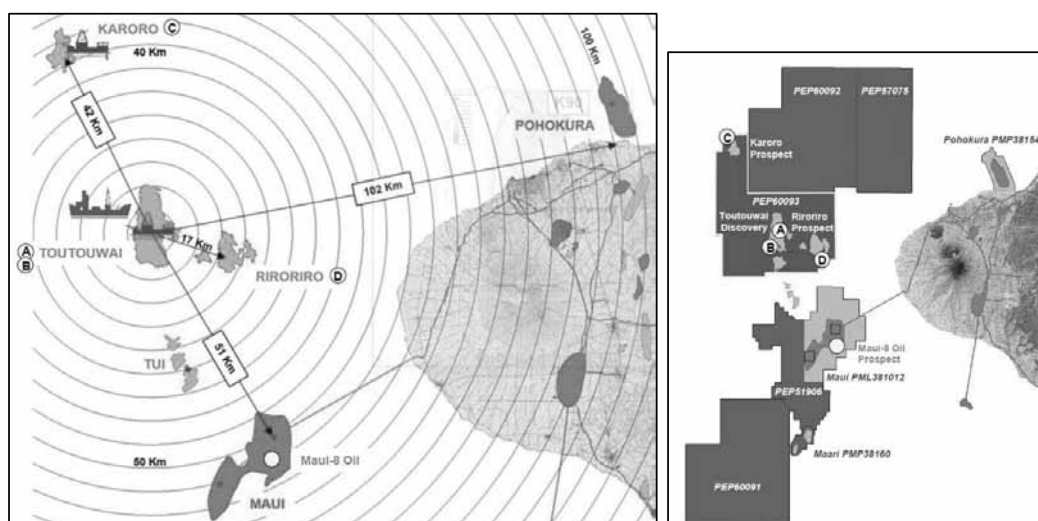 KARORO C
40 Km
100 Km
42 Km
POHOKURA
K90
102 Km
17 Km
A TOUTOUWAI
B
RIRORIRO D
51 Km
TUI
Maui-8 Oil
50 Km
MAUI
PEP60092
PEP57075
C
Karoro
Prospect
Pohokura PMP38154
PEP60093
Toutouwai
Discovery
Riroriro
Prospect
A
B
D
Maui-8 Oil
Prospect
Maui PML381012
PEP51906
Maari PMP38160
PEP60091